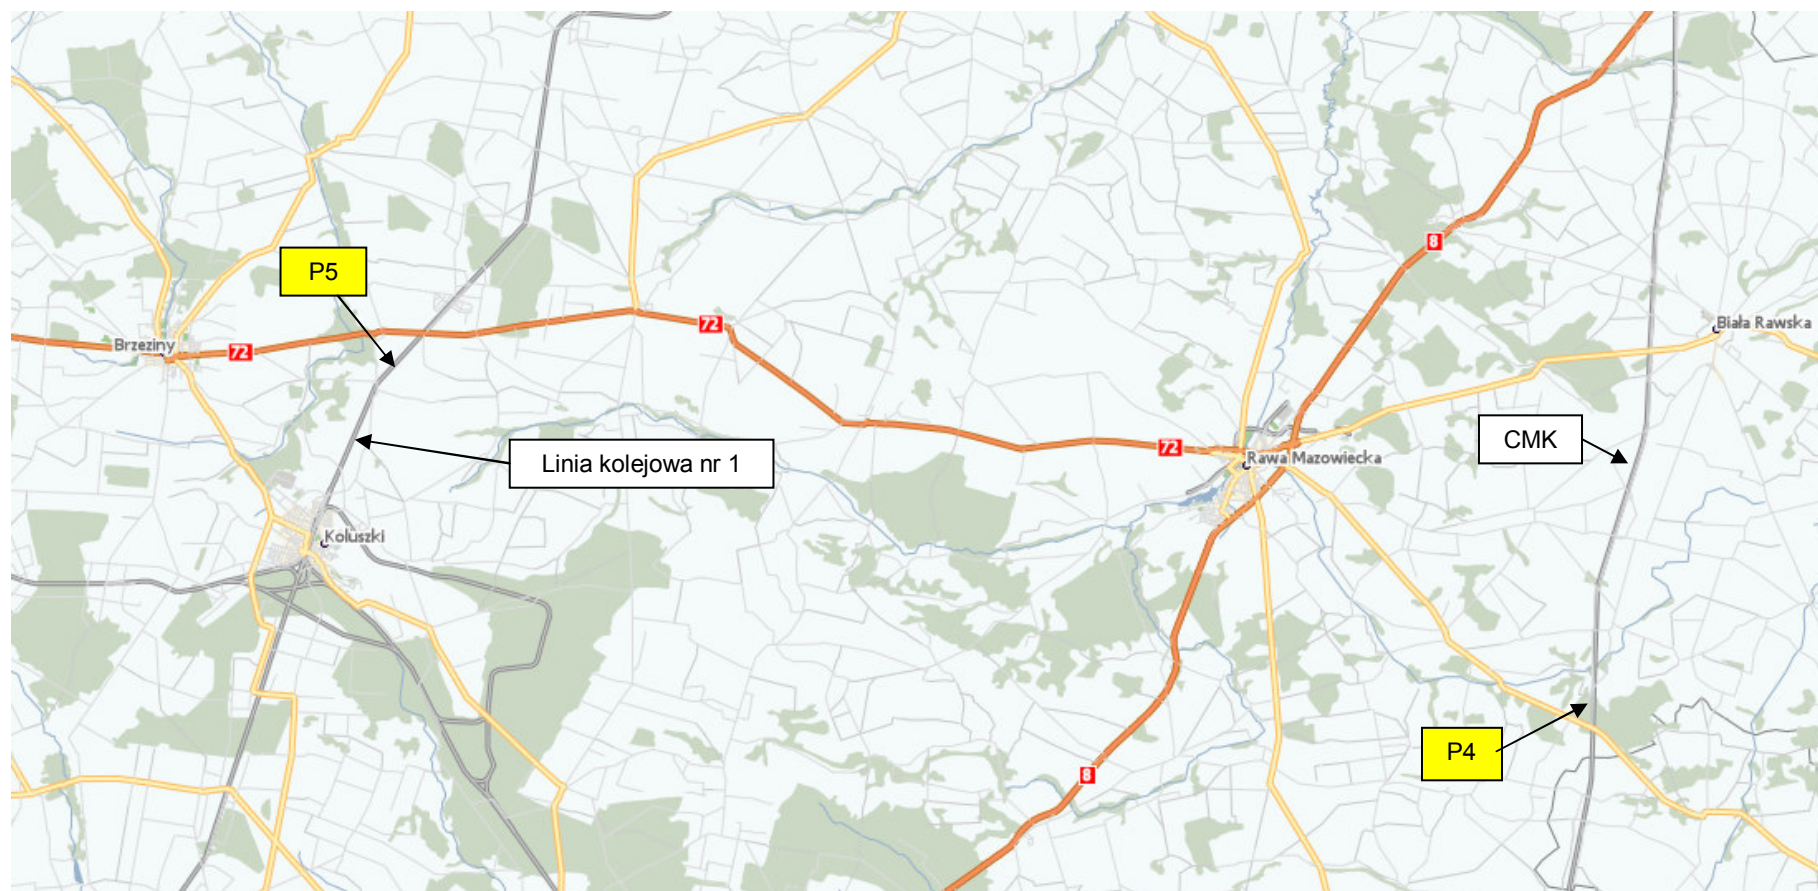 8
P5
72
Biała Rawska
Brzeziny
72
CMK
72
Linia kolejowa nr 1
Rawa Mazowiecka
Koluszki
P4
8